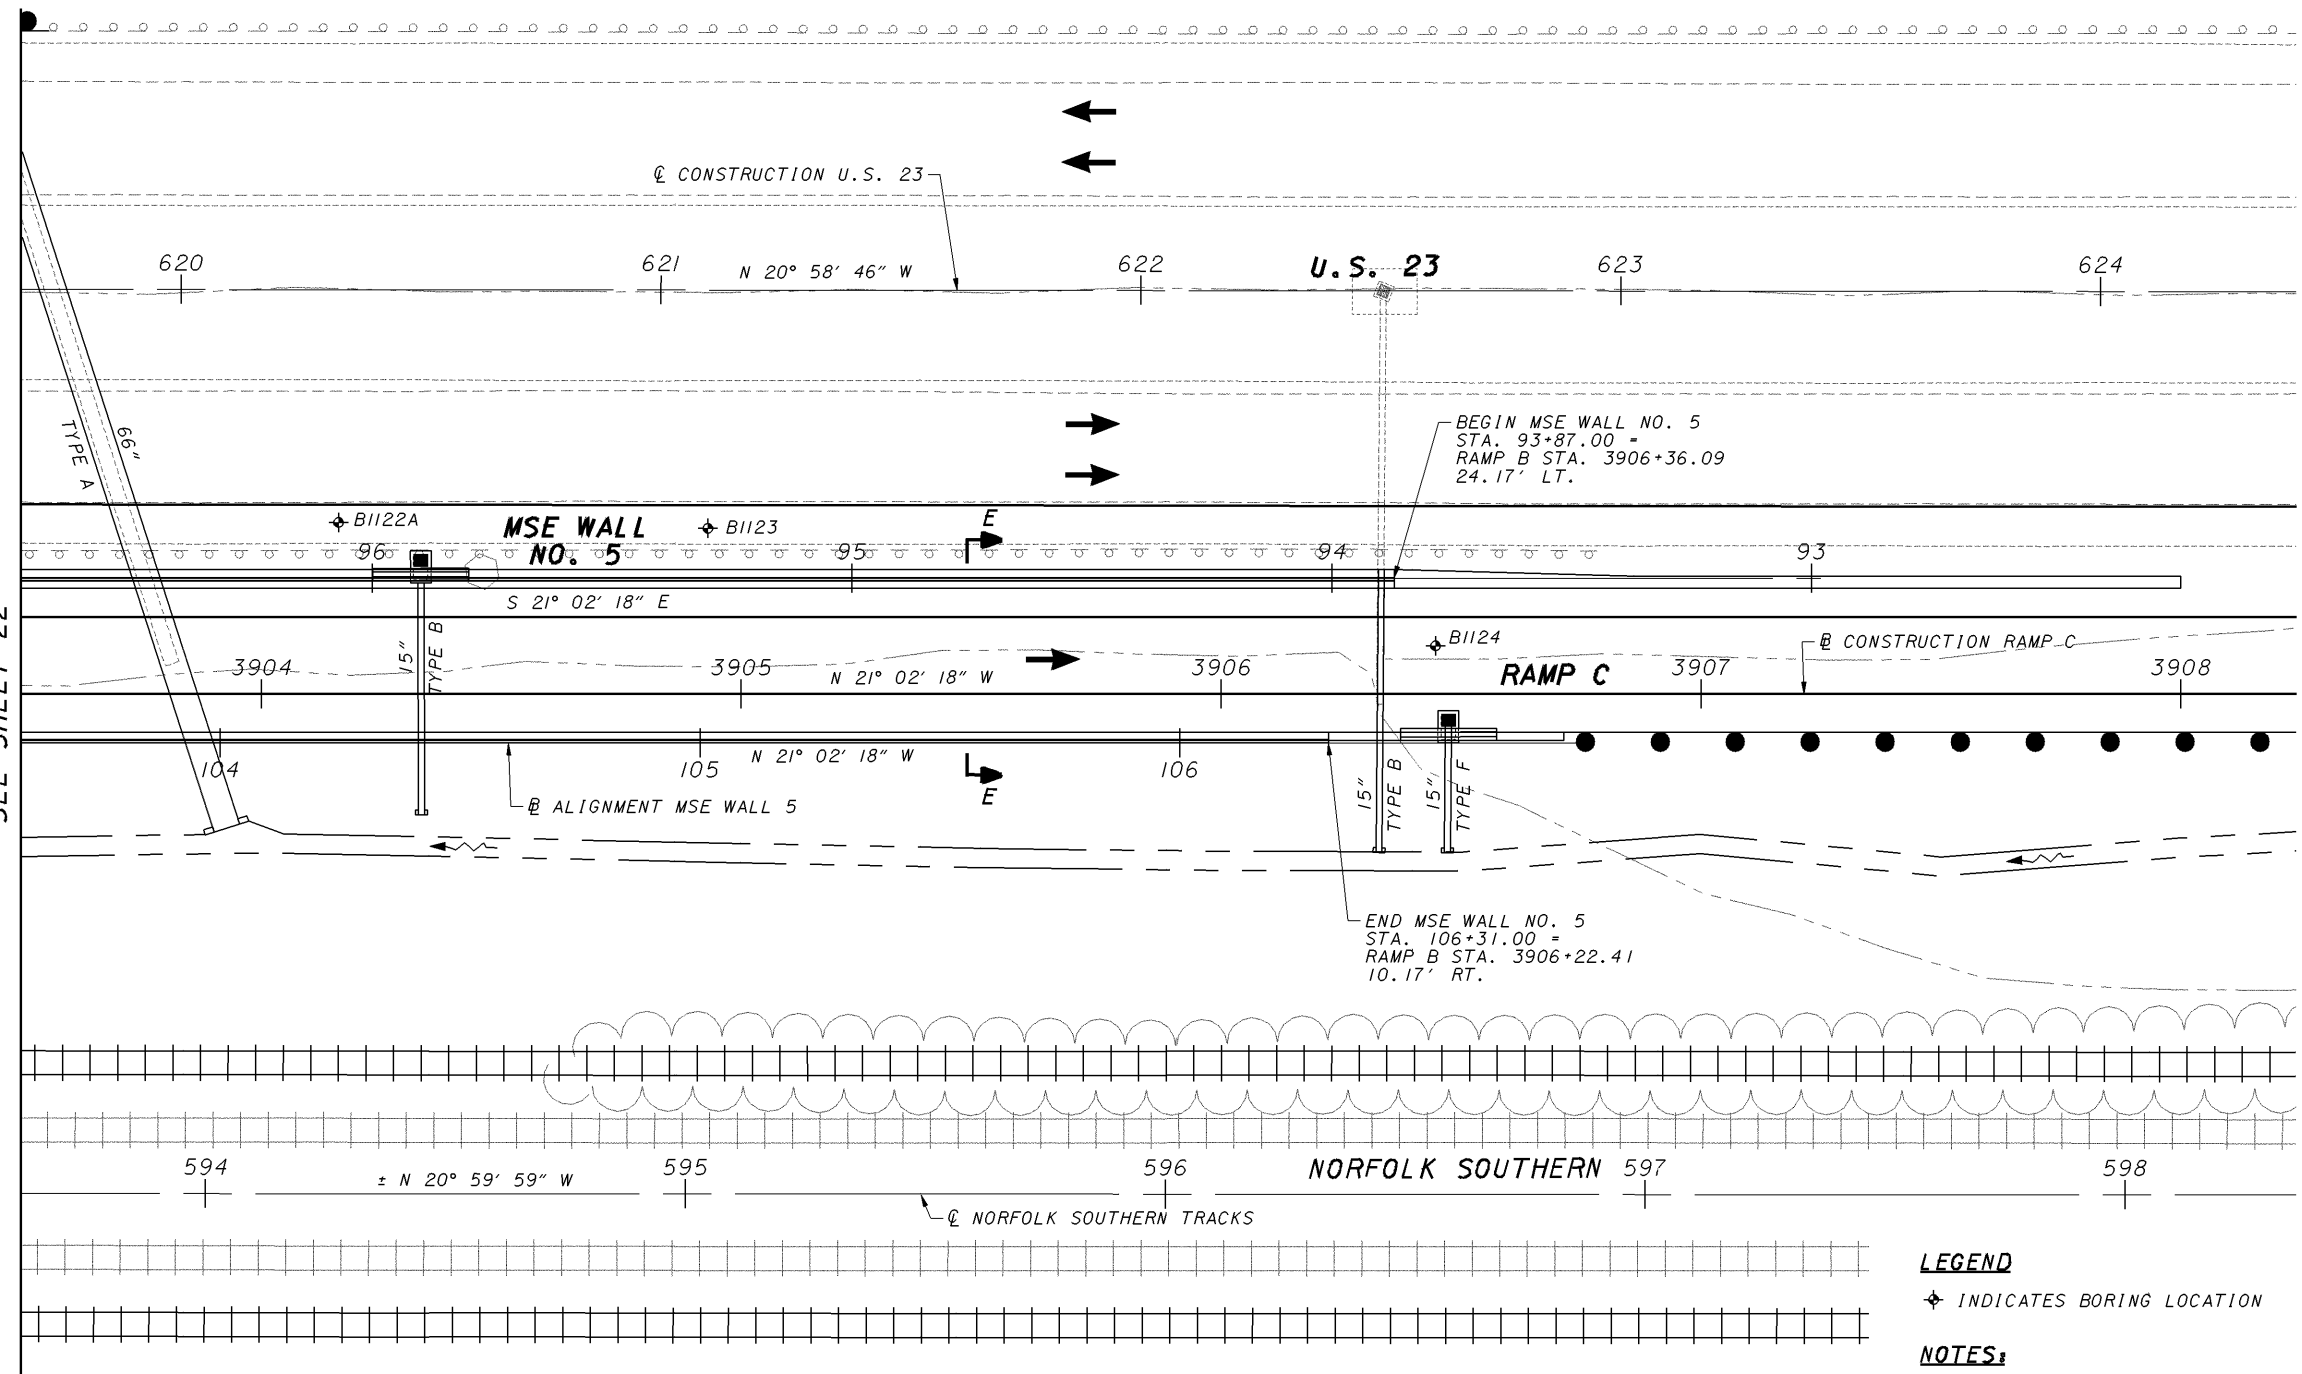 ℄ CONSTRUCTION U.S. 23
620
621
N 20° 58' 46" W
622
U.S. 23
623
624
66"
TYPE A
BEGIN MSE WALL NO. 5
STA. 93+87.00 =
RAMP B STA. 3906+36.09
24.17' LT.
B1122A
MSE WALL
NO. 5
B1123
E
96
95
94
93
S 21° 02' 18" E
15"
TYPE B
B1124
℄ CONSTRUCTION RAMP C
3904
3905
N 21° 02' 18" W
3906
RAMP C
3907
3908
SEE SHEET 22
104
105
N 21° 02' 18" W
106
E
15"
TYPE B
15"
TYPE F
℄ ALIGNMENT MSE WALL 5
END MSE WALL NO. 5
STA. 106+31.00 =
RAMP B STA. 3906+22.41
10.17' RT.
594
595
596
NORFOLK SOUTHERN
597
598
± N 20° 59' 59" W
℄ NORFOLK SOUTHERN TRACKS
LEGEND
INDICATES BORING LOCATION
NOTES: